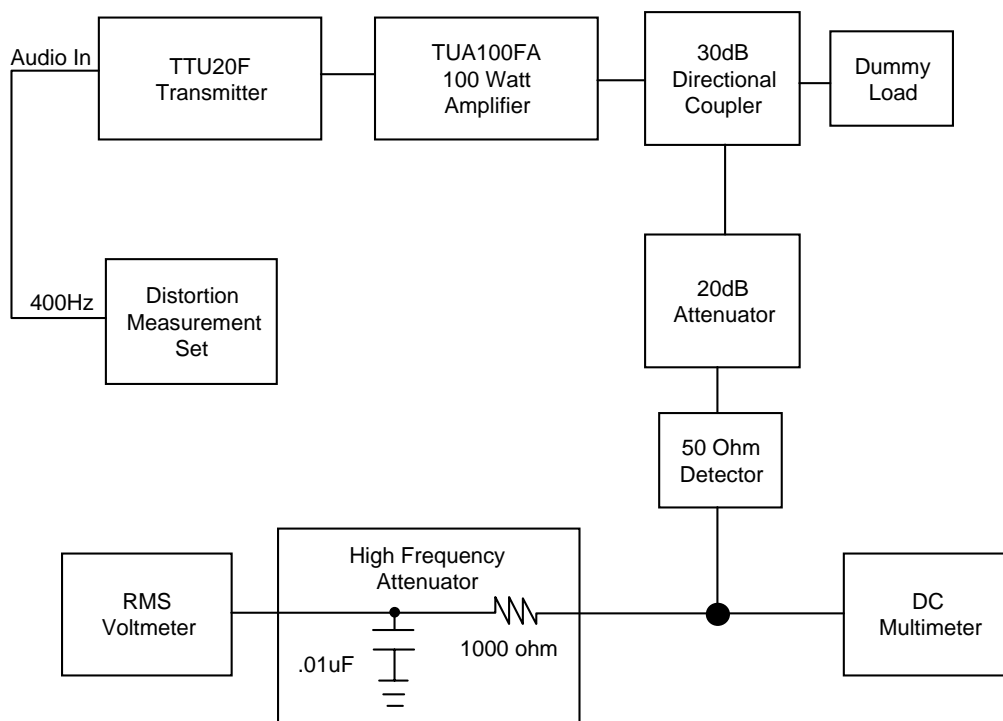 Audio In
TTU20F
Transmitter
TUA100FA
100 Watt
Amplifier
30dB
Directional
Coupler
Dummy
Load
400Hz
Distortion
Measurement
Set
20dB
Attenuator
50 Ohm
Detector
RMS
Voltmeter
High Frequency
Attenuator
.01uF
1000 ohm
DC
Multimeter